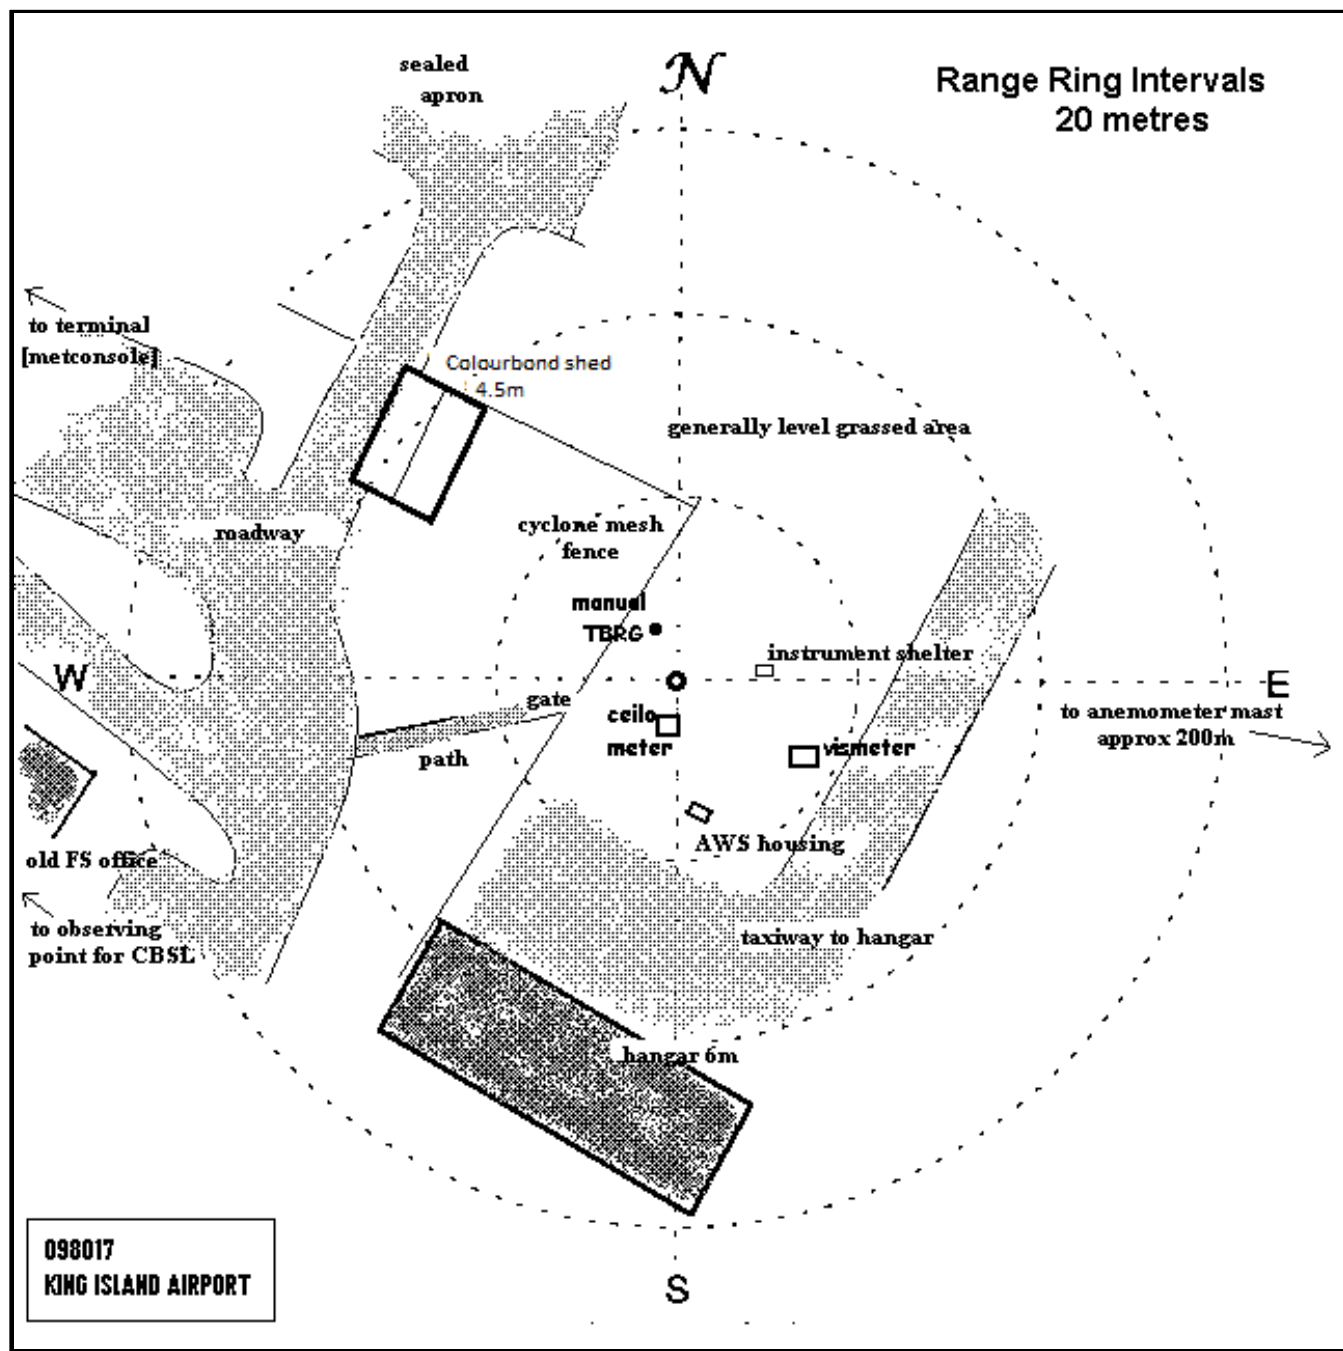 sealed
apron
N
Range Ring Intervals
20 metres
to terminal
[metconsole]
Colourbond shed
4.5m
generally level grassed area
roadway
cyclone mesh
fence
manual
TBRG
instrument shelter
W
E
gate
ceilo
meter
to anemometer mast
approx 200m
path
vismeter
AWS housing
old FS office
to observing
point for CBSL
taxiway to hangar
hangar 6m
098017
KING ISLAND AIRPORT
S